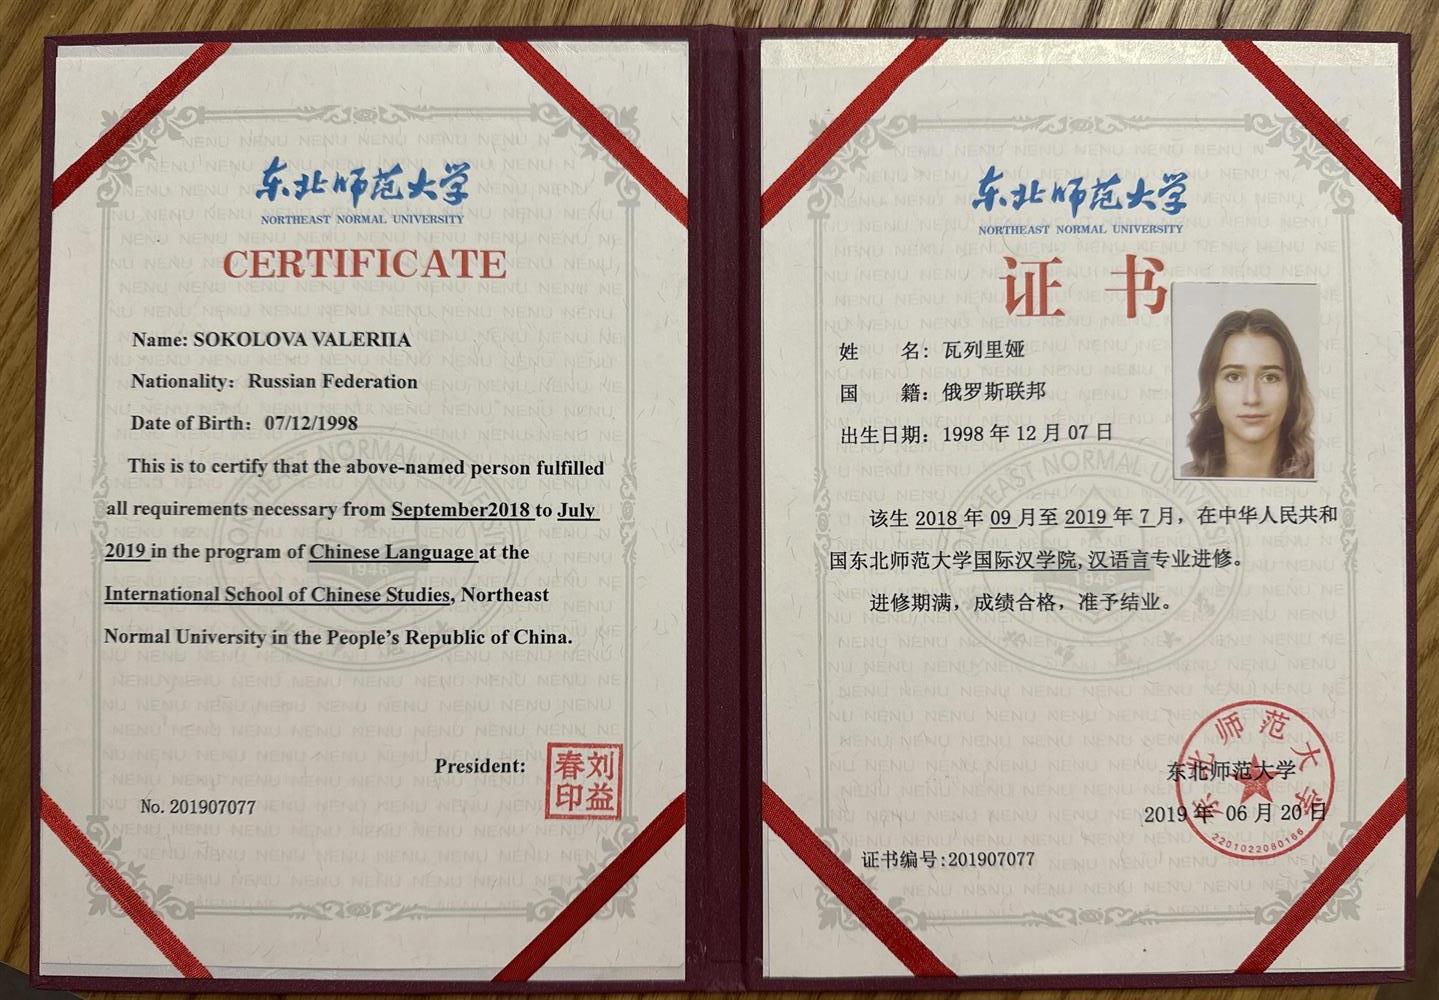 东北师范大学
NORTHEAST NORMAL UNIVERSITY
CERTIFICATE
Name: SOKOLOVA VALERIIA
Nationality: Russian Federation
Date of Birth: 07/12/1998
This is to certify that the above-named person fulfilled
all requirements necessary from September2018 to July
2019 in the program of Chinese Language at the
International School of Chinese Studies, Northeast
Normal University in the People's Republic of China.
President:
刘益春印
No. 201907077
东北师范大学
NORTHEAST NORMAL UNIVERSITY
证 书
姓 名: 瓦列里娅
国 籍: 俄罗斯联邦
出生日期: 1998 年 12 月 07 日
该生 2018 年 09 月至 2019 年 7 月，在中华人民共和
国东北师范大学国际汉学院, 汉语言专业进修。
进修期满，成绩合格，准予结业。
东北师范大学
东北师范大学
2019 年 06 月 20 日
2201022080166
证书编号:201907077